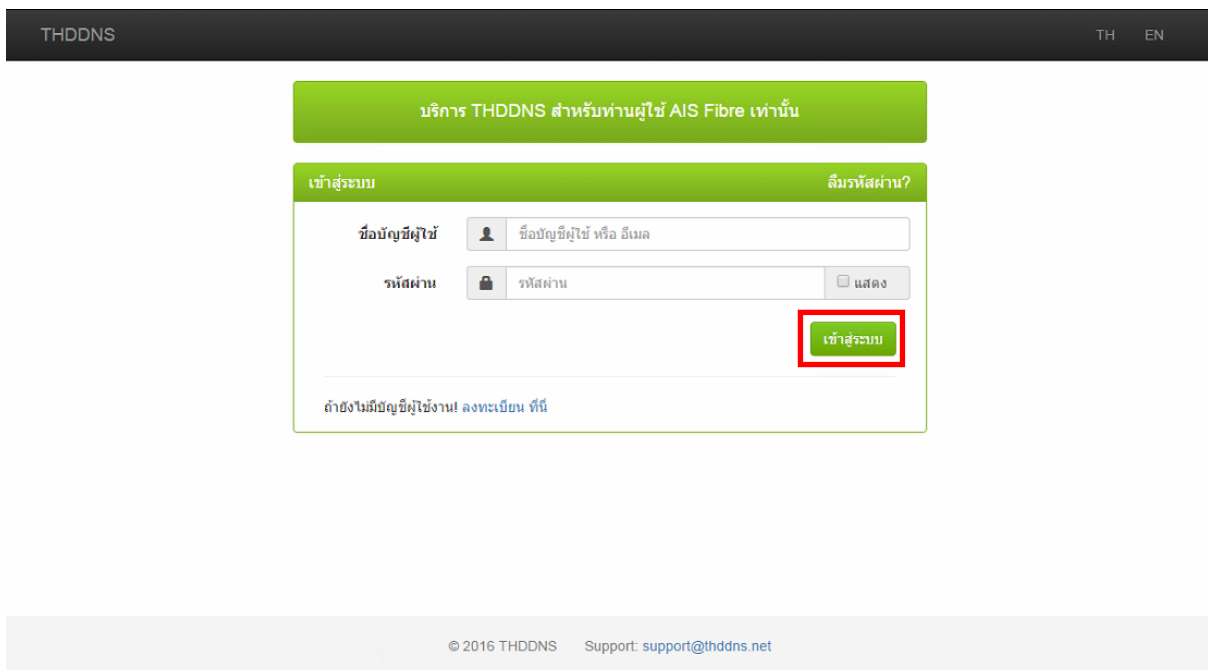 THDDNS TH EN
บริการ THDDNS สำหรับท่านผู้ใช้ AIS Fibre เท่านั้น
เข้าสู่ระบบ ลืมรหัสผ่าน?
ชื่อบัญชีผู้ใช้ ชื่อบัญชีผู้ใช้ หรือ อีเมล
รหัสผ่าน รหัสผ่าน แสดง
เข้าสู่ระบบ
ถ้ายังไม่มีบัญชีผู้ใช้งาน! ลงทะเบียน ที่นี่
© 2016 THDDNS Support: support@thddns.net